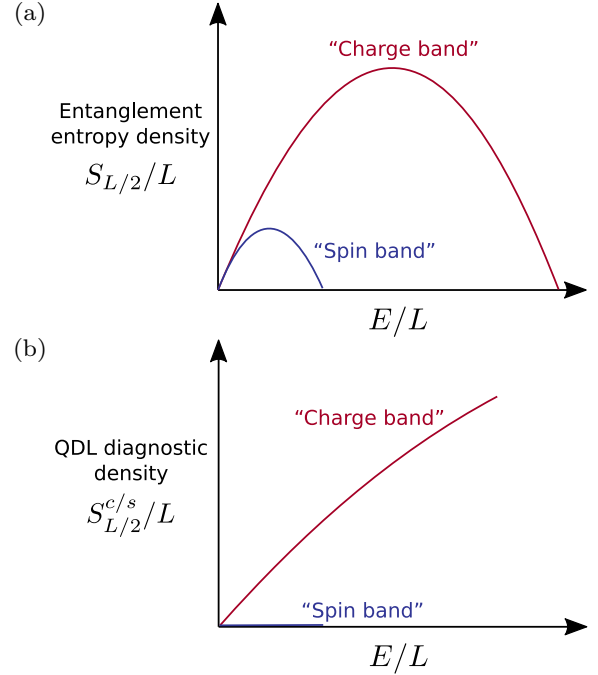 (a)
“Charge band”
Entanglement
entropy density
$S_{L/2}/L$
“Spin band”
$E/L$
(b)
“Charge band”
QDL diagnostic
density
$S^{c/s}_{L/2}/L$
“Spin band”
$E/L$